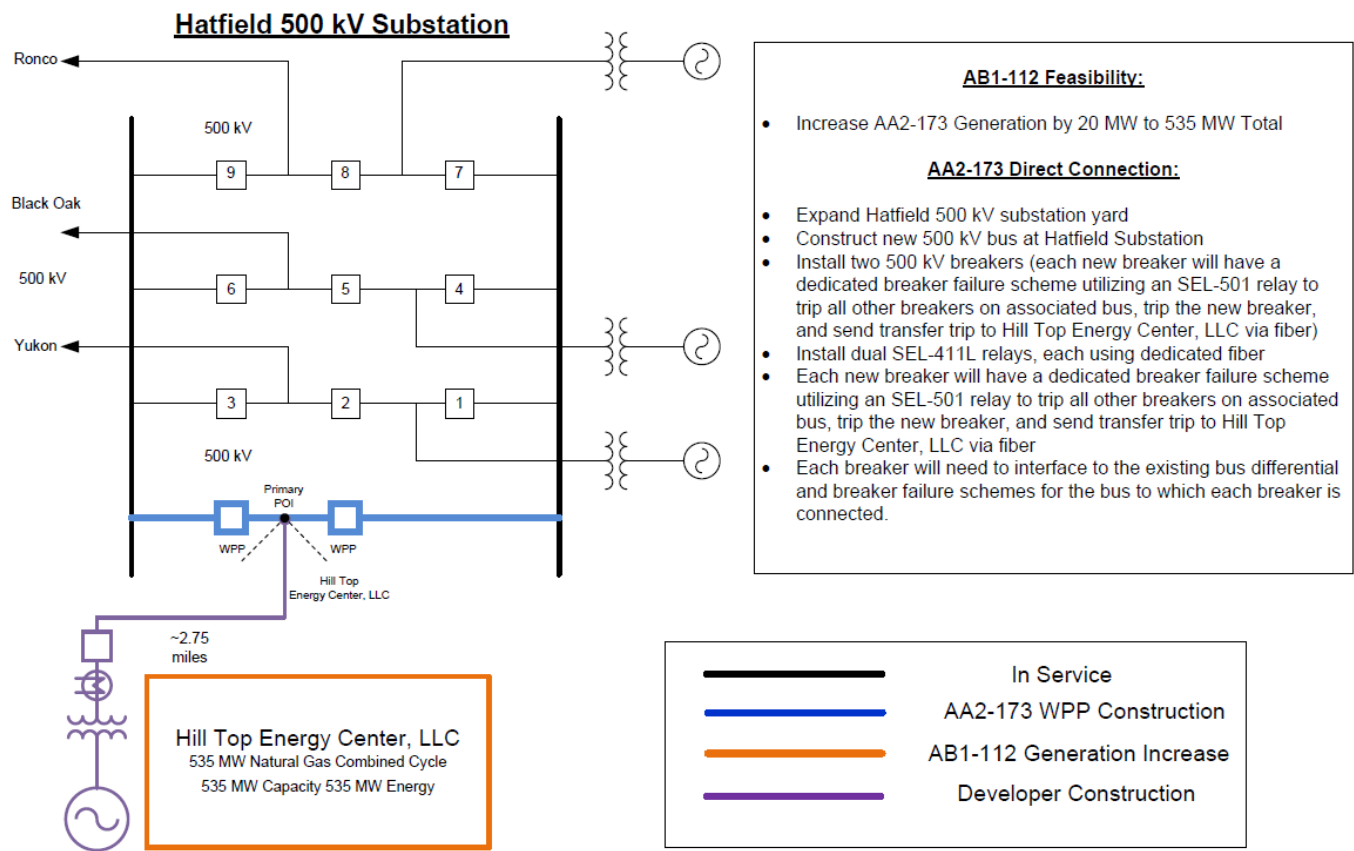 Hatfield 500 kV Substation
Ronco
500 kV
9
8
7
Black Oak
500 kV
6
5
4
Yukon
3
2
1
500 kV
Primary
POI
WPP
WPP
Hill Top
Energy Center, LLC
~2.75
miles
Hill Top Energy Center, LLC
535 MW Natural Gas Combined Cycle
535 MW Capacity 535 MW Energy
AB1-112 Feasibility:
• Increase AA2-173 Generation by 20 MW to 535 MW Total
AA2-173 Direct Connection:
• Expand Hatfield 500 kV substation yard
• Construct new 500 kV bus at Hatfield Substation
• Install two 500 kV breakers (each new breaker will have a
dedicated breaker failure scheme utilizing an SEL-501 relay to
trip all other breakers on associated bus, trip the new breaker,
and send transfer trip to Hill Top Energy Center, LLC via fiber)
• Install dual SEL-411L relays, each using dedicated fiber
• Each new breaker will have a dedicated breaker failure scheme
utilizing an SEL-501 relay to trip all other breakers on associated
bus, trip the new breaker, and send transfer trip to Hill Top
Energy Center, LLC via fiber
• Each breaker will need to interface to the existing bus differential
and breaker failure schemes for the bus to which each breaker is
connected.
In Service
AA2-173 WPP Construction
AB1-112 Generation Increase
Developer Construction